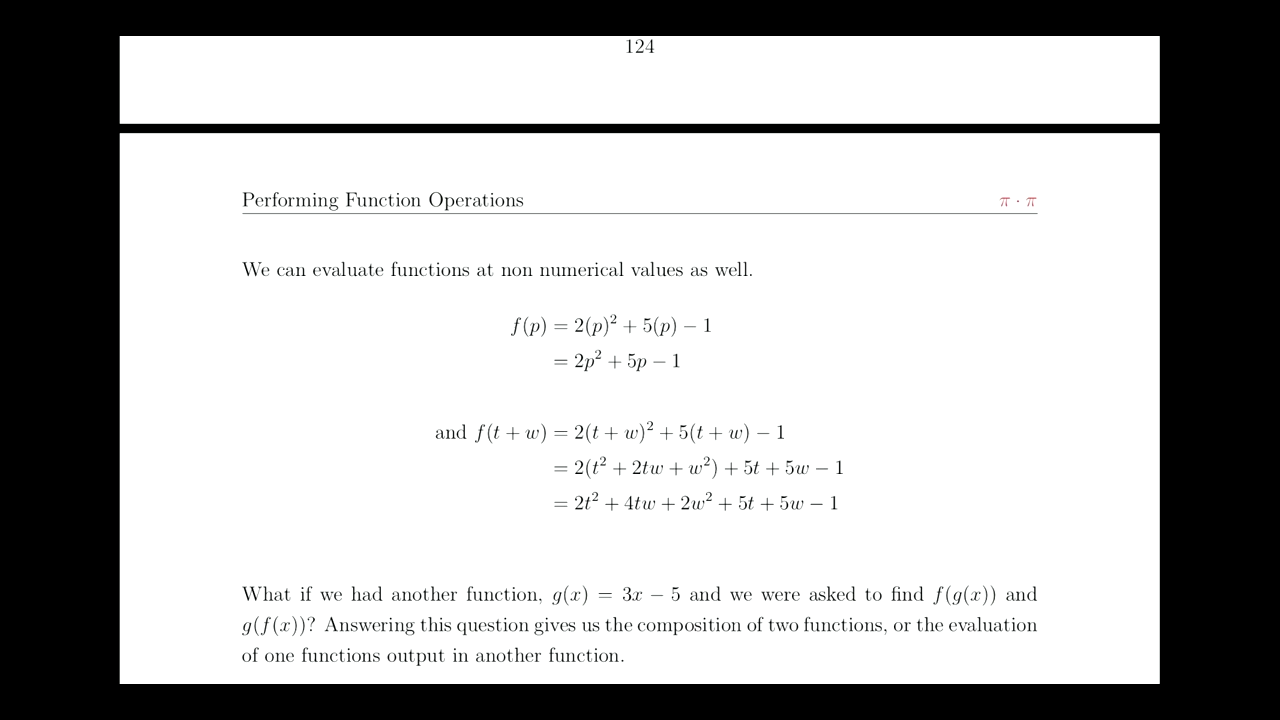 124
Performing Function Operations π · π
We can evaluate functions at non numerical values as well.
f(p) = 2(p)² + 5(p) − 1
= 2p² + 5p − 1
and f(t + w) = 2(t + w)² + 5(t + w) − 1
= 2(t² + 2tw + w²) + 5t + 5w − 1
= 2t² + 4tw + 2w² + 5t + 5w − 1
What if we had another function, g(x) = 3x − 5 and we were asked to find f(g(x)) and
g(f(x))? Answering this question gives us the composition of two functions, or the evaluation
of one functions output in another function.